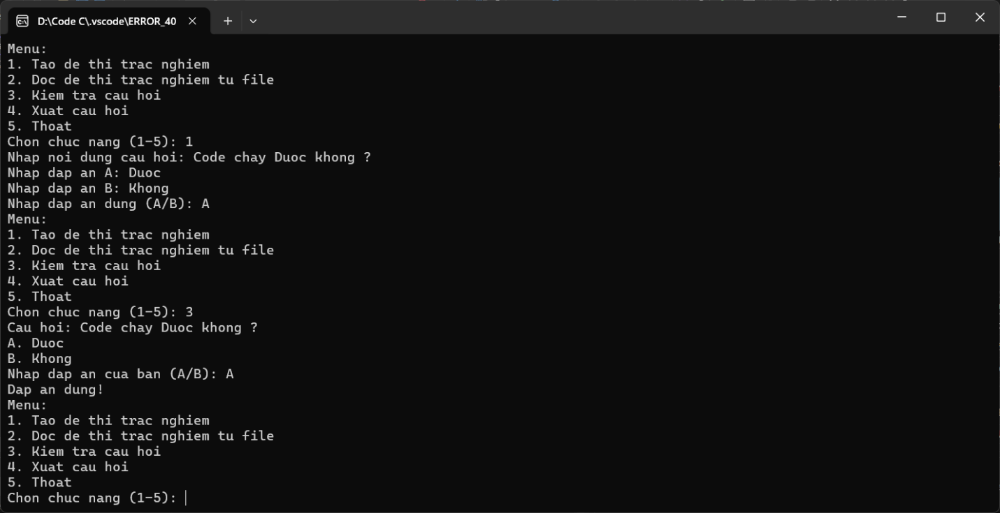 D:\Code C\.vscode\ERROR_40
Menu:
1. Tao de thi trac nghiem
2. Doc de thi trac nghiem tu file
3. Kiem tra cau hoi
4. Xuat cau hoi
5. Thoat
Chon chuc nang (1-5): 1
Nhap noi dung cau hoi: Code chay Duoc khong ?
Nhap dap an A: Duoc
Nhap dap an B: Khong
Nhap dap an dung (A/B): A
Menu:
1. Tao de thi trac nghiem
2. Doc de thi trac nghiem tu file
3. Kiem tra cau hoi
4. Xuat cau hoi
5. Thoat
Chon chuc nang (1-5): 3
Cau hoi: Code chay Duoc khong ?
A. Duoc
B. Khong
Nhap dap an cua ban (A/B): A
Dap an dung!
Menu:
1. Tao de thi trac nghiem
2. Doc de thi trac nghiem tu file
3. Kiem tra cau hoi
4. Xuat cau hoi
5. Thoat
Chon chuc nang (1-5):